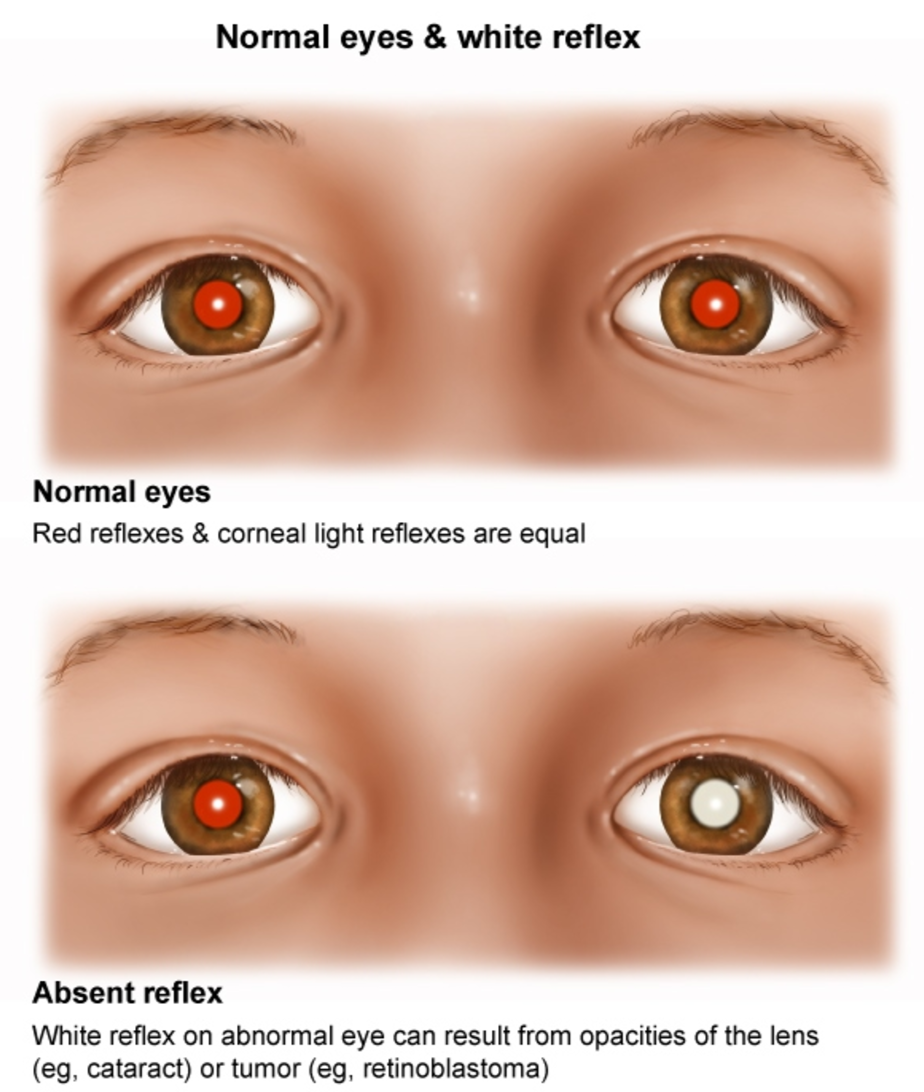 Normal eyes & white reflex
Normal eyes
Red reflexes & corneal light reflexes are equal
Absent reflex
White reflex on abnormal eye can result from opacities of the lens
(eg, cataract) or tumor (eg, retinoblastoma)